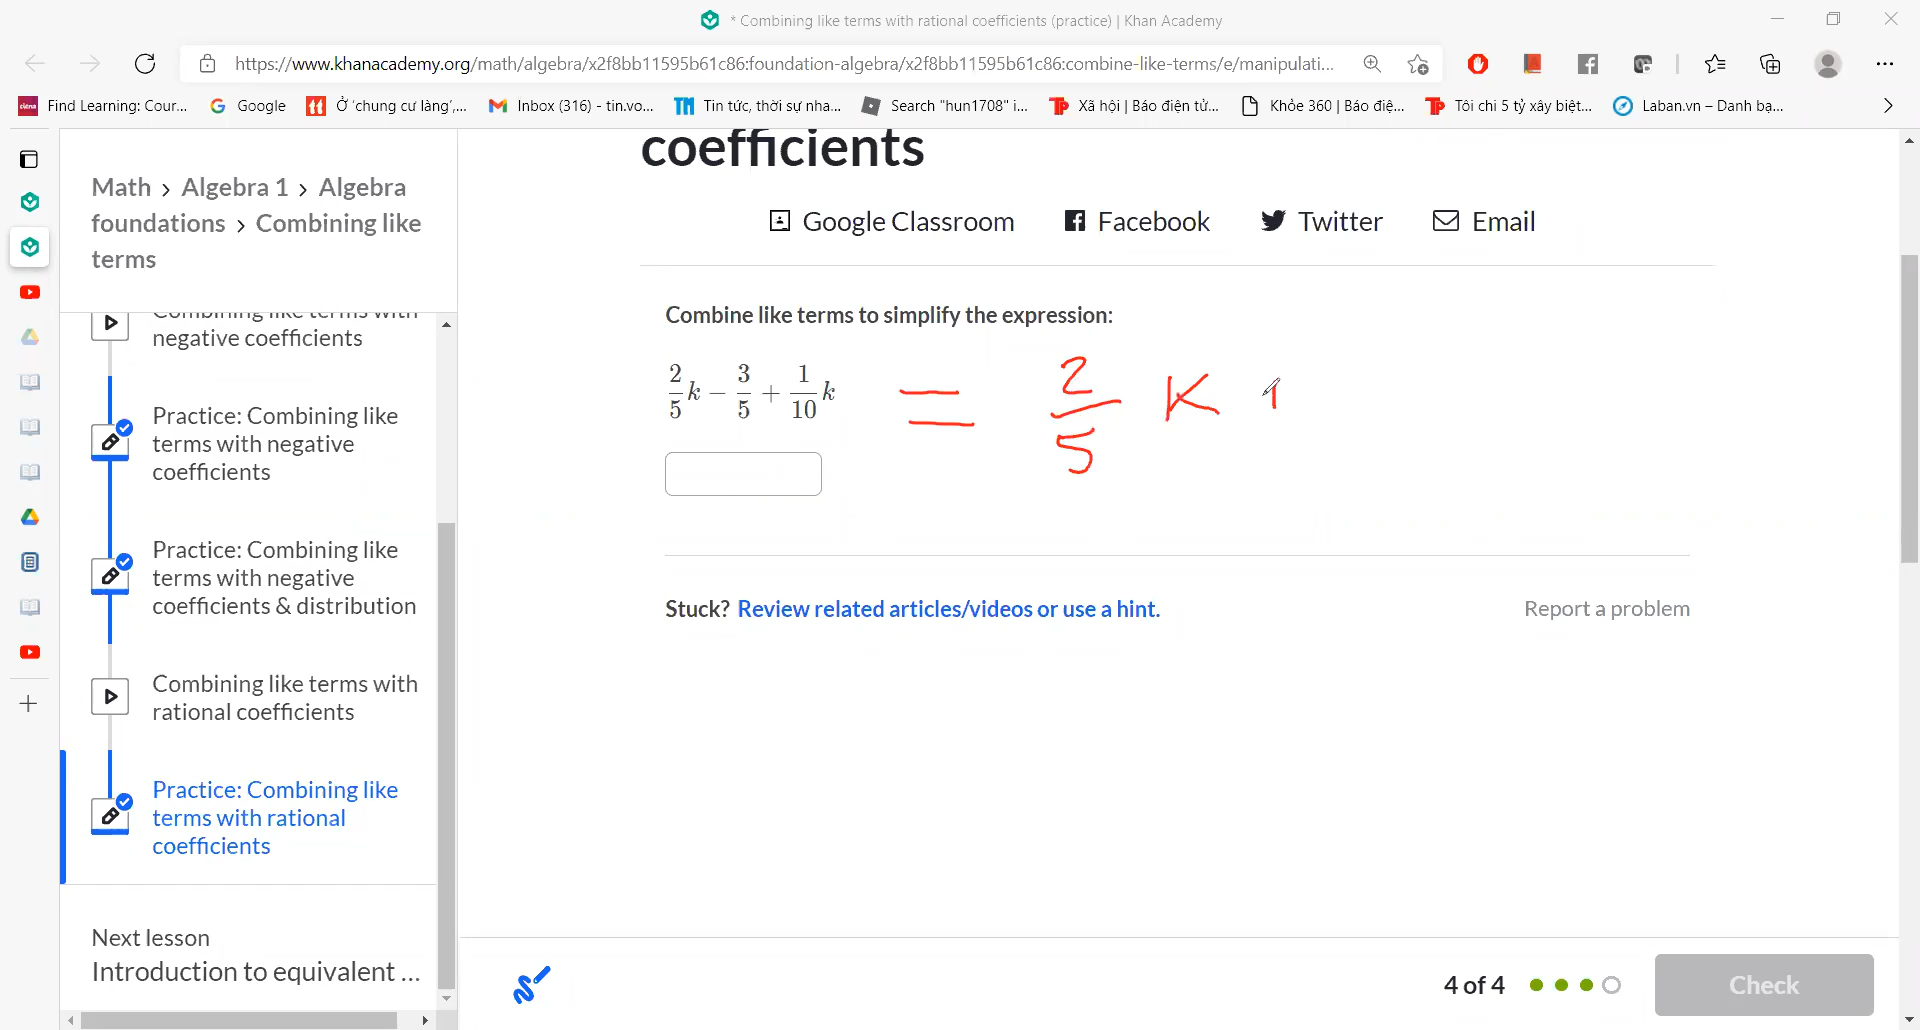 * Combining like terms with rational coefficients (practice) | Khan Academy
https://www.khanacademy.org/math/algebra/x2f8bb11595b61c86:foundation-algebra/x2f8bb11595b61c86:combine-like-terms/e/manipulati...
Find Learning: Cour...
Google
Ở 'chung cư làng',...
Inbox (316) - tin.vo...
Tin tức, thời sự nha...
Search "hun1708" i...
Xã hội | Báo điện tử...
Khỏe 360 | Báo điệ...
Tôi chi 5 tỷ xây biệt...
Laban.vn – Danh bạ...
Math > Algebra 1 > Algebra
foundations > Combining like
terms
Combining like terms with
negative coefficients
Practice: Combining like
terms with negative
coefficients
Practice: Combining like
terms with negative
coefficients & distribution
Combining like terms with
rational coefficients
Practice: Combining like
terms with rational
coefficients
Next lesson
Introduction to equivalent ...
coefficients
Google Classroom
Facebook
Twitter
Email
Combine like terms to simplify the expression:
2/5 k − 3/5 + 1/10 k = 2/5 K
Stuck? Review related articles/videos or use a hint.
Report a problem
4 of 4
Check